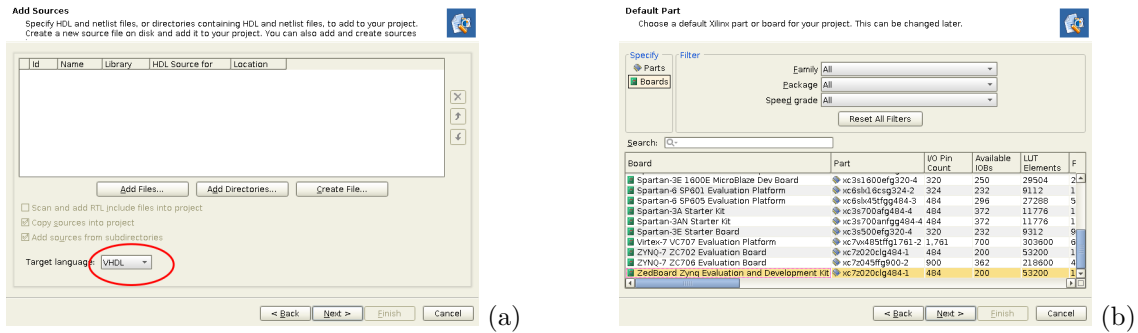 Add Sources
Specify HDL and netlist files, or directories containing HDL and netlist files, to add to your project.
Create a new source file on disk and add it to your project. You can also add and create sources
Id Name Library HDL Source for Location
Add Files... Add Directories... Create File...
Scan and add RTL include files into project
Copy sources into project
Add sources from subdirectories
Target language: VHDL
< Back Next > Finish Cancel
(a)
Default Part
Choose a default Xilinx part or board for your project. This can be changed later.
Specify Filter
Parts
Boards
Family All
Package All
Speed grade All
Reset All Filters
Search: Q-
Board Part I/O Pin Count Available IOBs LUT Elements F
Spartan-3E 1600E MicroBlaze Dev Board xc3s1600efg320-4 320 250 29504 2
Spartan-6 SP601 Evaluation Platform xc6slx16csg324-2 324 232 9112 1
Spartan-6 SP605 Evaluation Platform xc6slx45tfgg484-3 484 296 27288 5
Spartan-3A Starter Kit xc3s700afg484-4 484 372 11776 1
Spartan-3AN Starter Kit xc3s700anfgg484-4 484 372 11776 1
Spartan-3E Starter Board xc3s500efg320-4 320 232 9312 9
Virtex-7 VC707 Evaluation Platform xc7vx485tffg1761-2 1,761 700 303600 6
ZYNQ-7 ZC702 Evaluation Board xc7z020clg484-1 484 200 53200 1
ZYNQ-7 ZC706 Evaluation Board xc7z045ffg900-2 900 362 218600 4
ZedBoard Zynq Evaluation and Development Kit xc7z020clg484-1 484 200 53200 1
< Back Next > Finish Cancel
(b)